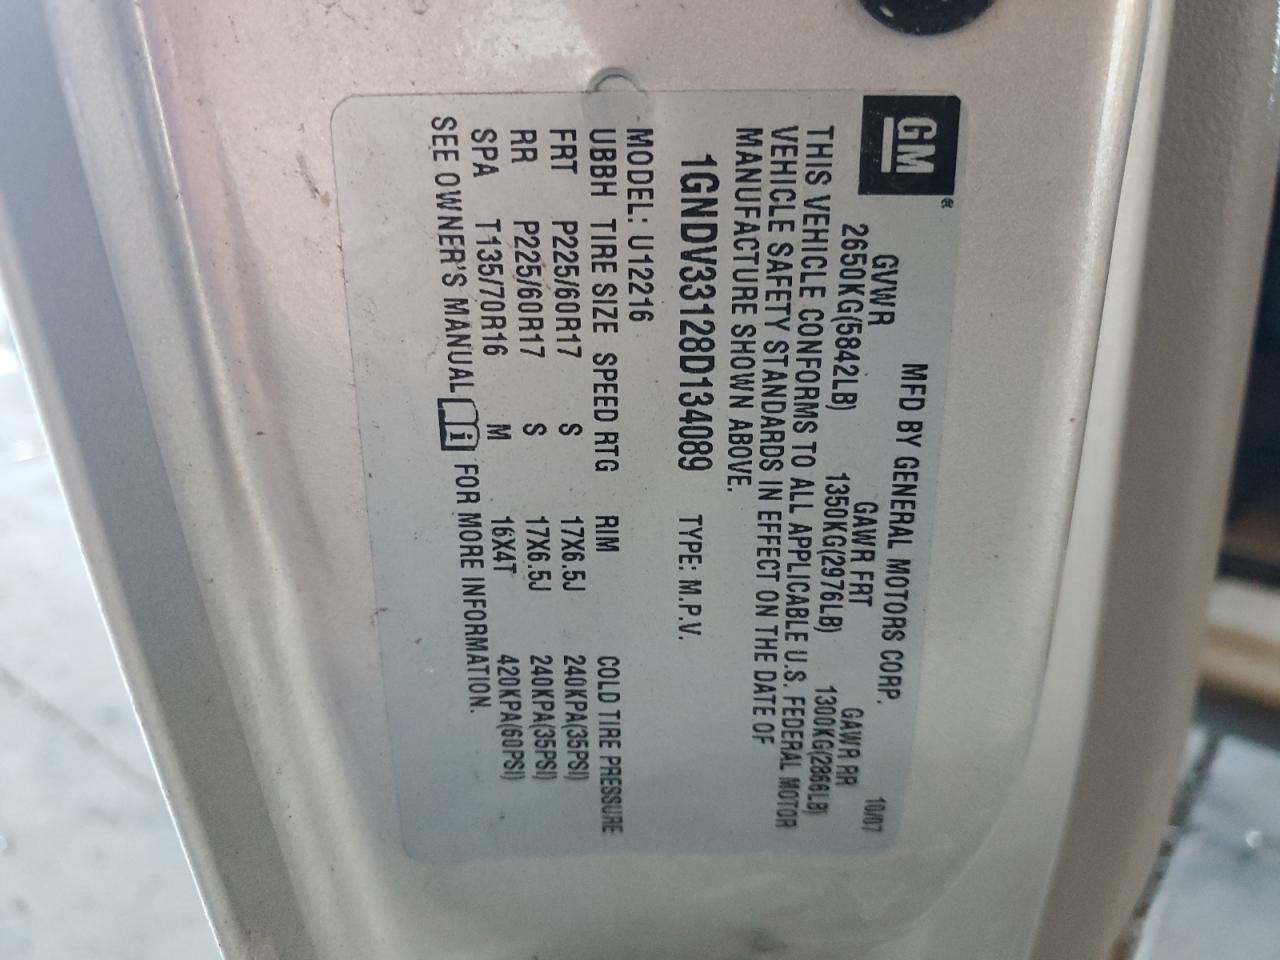 GM®
MFD BY GENERAL MOTORS CORP. 10/07
GVWR GAWR FRT GAWR RR
2650KG(5842LB) 1350KG(2976LB) 1300KG(2866LB)
THIS VEHICLE CONFORMS TO ALL APPLICABLE U.S. FEDERAL MOTOR
VEHICLE SAFETY STANDARDS IN EFFECT ON THE DATE OF
MANUFACTURE SHOWN ABOVE.
1GNDV33128D134089 TYPE: M.P.V.
MODEL: U12216
UBBH TIRE SIZE SPEED RTG RIM COLD TIRE PRESSURE
FRT P225/60R17 S 17X6.5J 240KPA(35PSI)
RR P225/60R17 S 17X6.5J 240KPA(35PSI)
SPA T135/70R16 M 16X4T 420KPA(60PSI)
SEE OWNER'S MANUAL i FOR MORE INFORMATION.